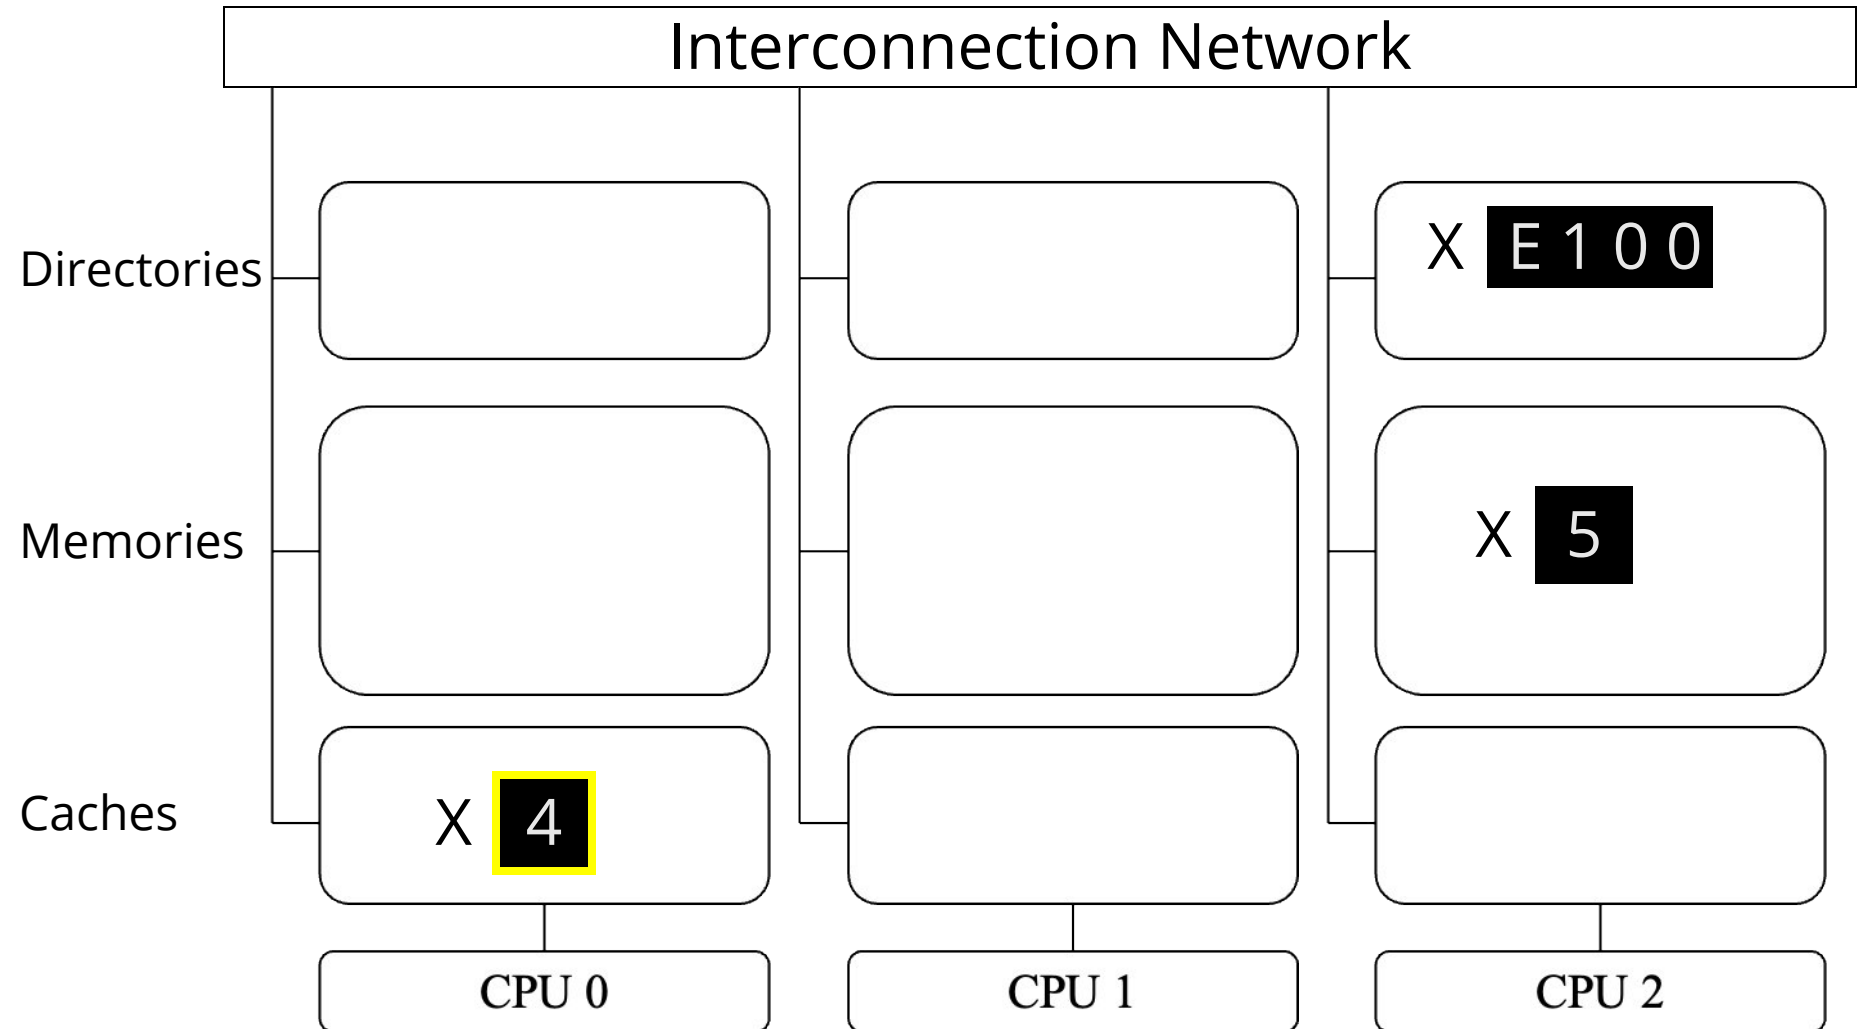 Interconnection Network
Directories
X E 1 0 0
Memories
X 5
Caches
X 4
CPU 0
CPU 1
CPU 2